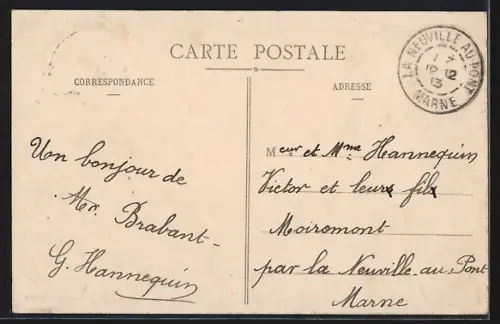 CARTE POSTALE
CORRESPONDANCE
ADRESSE
LA NEUVILLE AU PONT
MARNE
Un bonjour de
Mr. Brabant
G. Hannequin
Meur et Mme Hannequin
Victor et leurs fils
Moiremont
par la Neuville-au-Pont
Marne